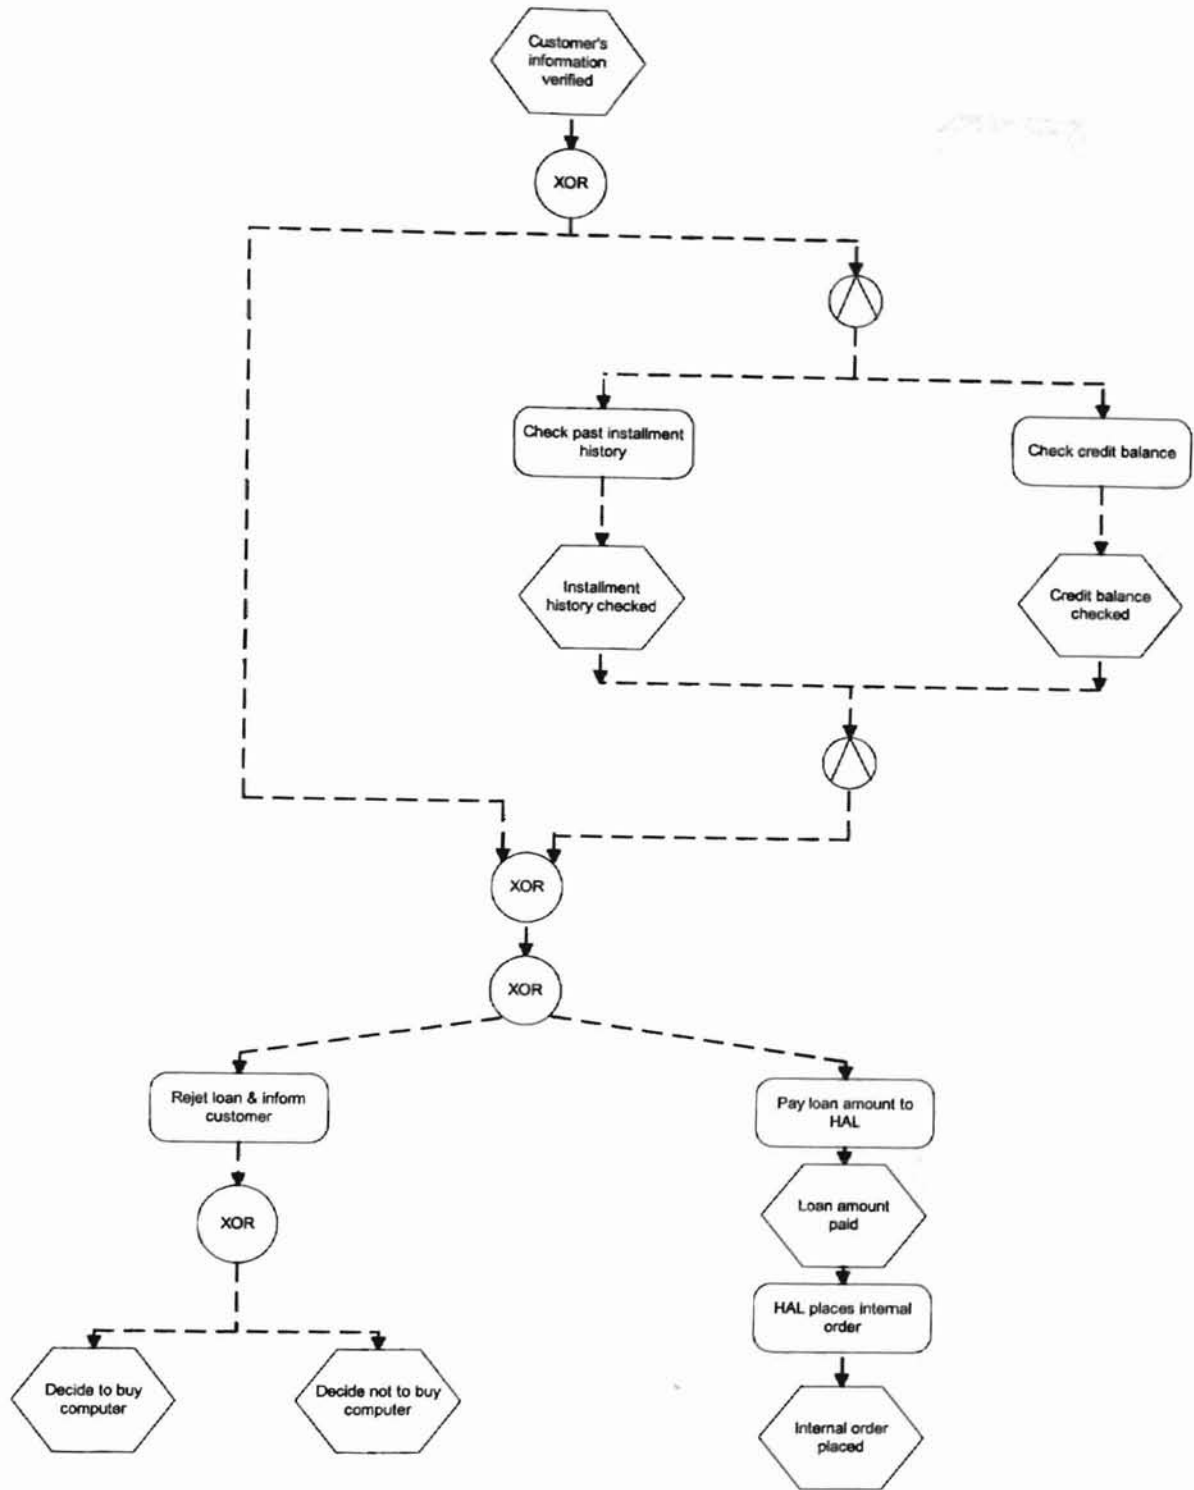 Customer's
information
verified
XOR
Check past installment
history
Check credit balance
Installment
history checked
Credit balance
checked
XOR
XOR
Rejet loan & inform
customer
Pay loan amount to
HAL
XOR
Loan amount
paid
HAL places internal
order
Decide to buy
computer
Decide not to buy
computer
Internal order
placed